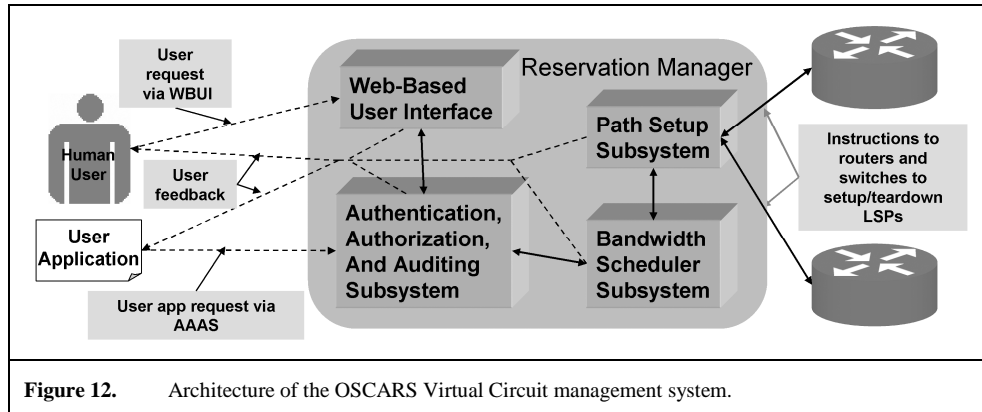 User
request
via WBUI
Web-Based
User Interface
Reservation Manager
Human
User
Path Setup
Subsystem
Instructions to
routers and
switches to
setup/teardown
LSPs
User
feedback
User
Application
Authentication,
Authorization,
And Auditing
Subsystem
Bandwidth
Scheduler
Subsystem
User app request via
AAAS
Figure 12. Architecture of the OSCARS Virtual Circuit management system.